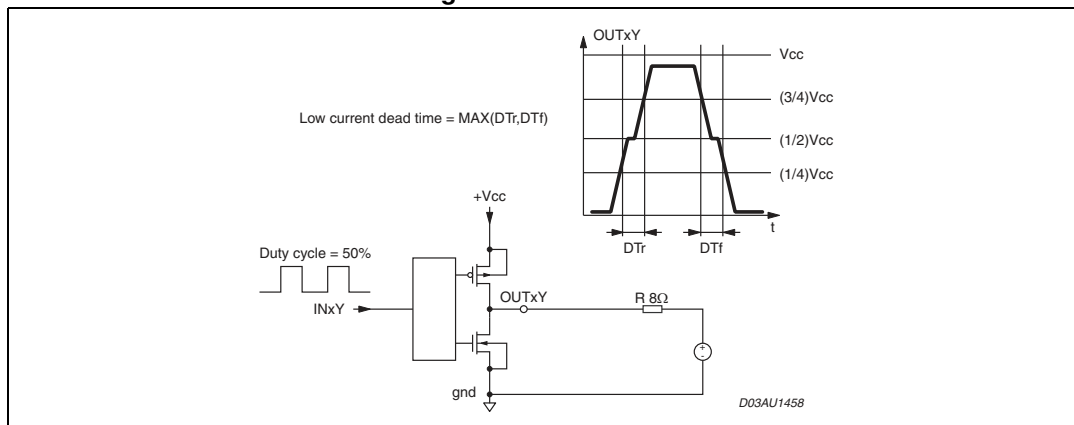 OUTxY
Vcc
(3/4)Vcc
Low current dead time = MAX(DTr,DTf)
(1/2)Vcc
(1/4)Vcc
+Vcc
t
DTr
DTf
Duty cycle = 50%
OUTxY
R 8Ω
INxY
+
-
gnd
D03AU1458